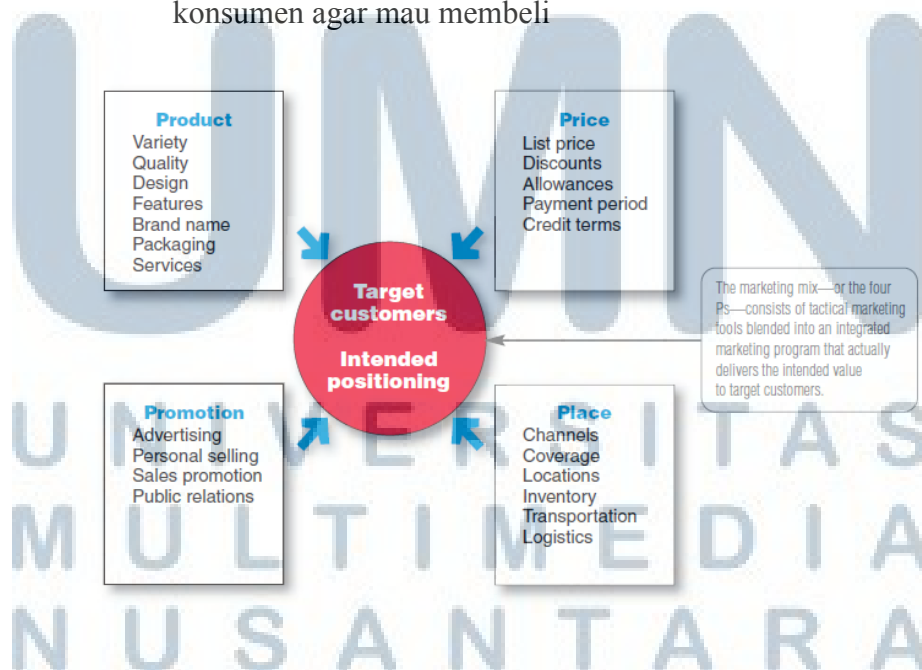 konsumen agar mau membeli
UMN
Product
Variety
Quality
Design
Features
Brand name
Packaging
Services
Price
List price
Discounts
Allowances
Payment period
Credit terms
Target
customers
Intended
positioning
The marketing mix—or the four
Ps—consists of tactical marketing
tools blended into an integrated
marketing program that actually
delivers the intended value
to target customers.
Promotion
Advertising
Personal selling
Sales promotion
Public relations
Place
Channels
Coverage
Locations
Inventory
Transportation
Logistics
UNIVERSITAS
MULTIMEDIA
NUSANTARA